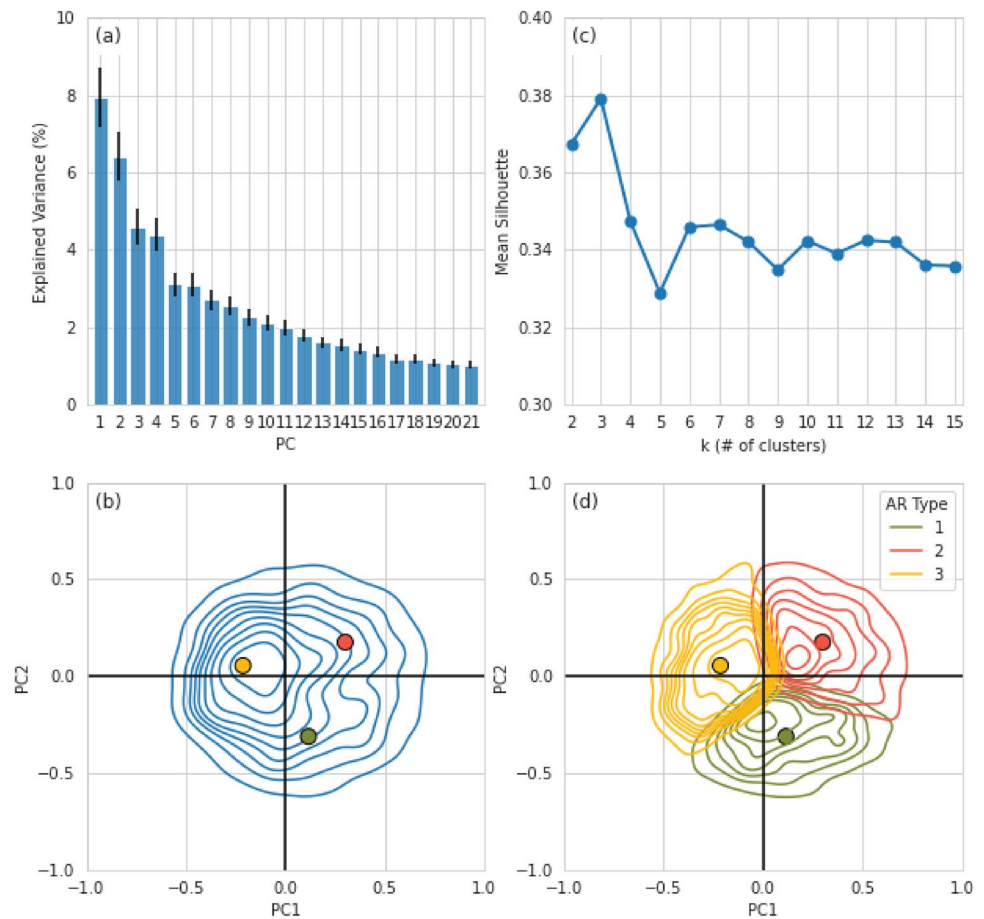 (a)
10
8
6
4
2
0
Explained Variance (%)
1 2 3 4 5 6 7 8 9 10 11 12 13 14 15 16 17 18 19 20 21
PC
(c)
0.40
0.38
0.36
0.34
0.32
0.30
Mean Silhouette
2 3 4 5 6 7 8 9 10 11 12 13 14 15
k (# of clusters)
(b)
1.0
0.5
0.0
−0.5
−1.0
PC2
−1.0 −0.5 0.0 0.5 1.0
PC1
(d)
AR Type
1
2
3
1.0
0.5
0.0
−0.5
−1.0
PC2
−1.0 −0.5 0.0 0.5 1.0
PC1